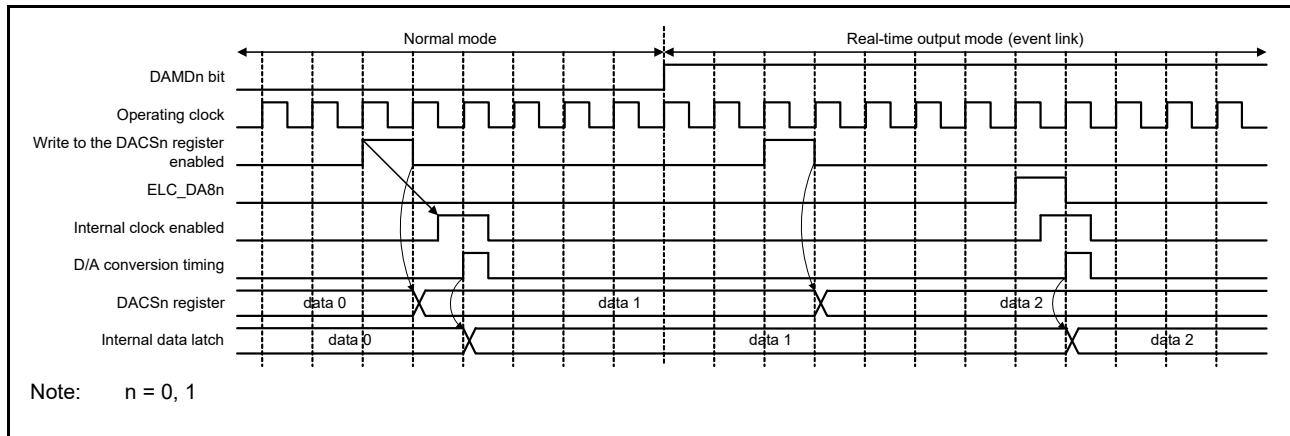 Normal mode
Real-time output mode (event link)
DAMDn bit
Operating clock
Write to the DACSn register
enabled
ELC_DA8n
Internal clock enabled
D/A conversion timing
DACSn register
data 0
data 1
data 2
Internal data latch
data 0
data 1
data 2
Note: n = 0, 1